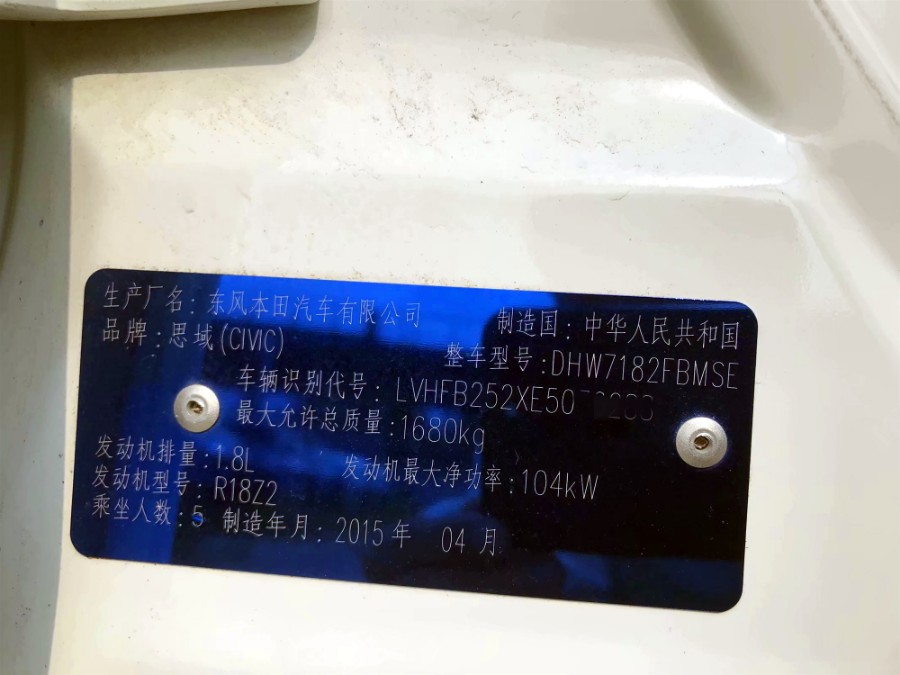 生产厂名：东风本田汽车有限公司 制造国：中华人民共和国
品牌：思域(CIVIC) 整车型号：DHW7182FBMSE
车辆识别代号：
最大允许总质量：1680kg
发动机排量：1.8L 发动机最大净功率：104kW
发动机型号：R18Z2
乘坐人数：5 制造年月：2015年 04月